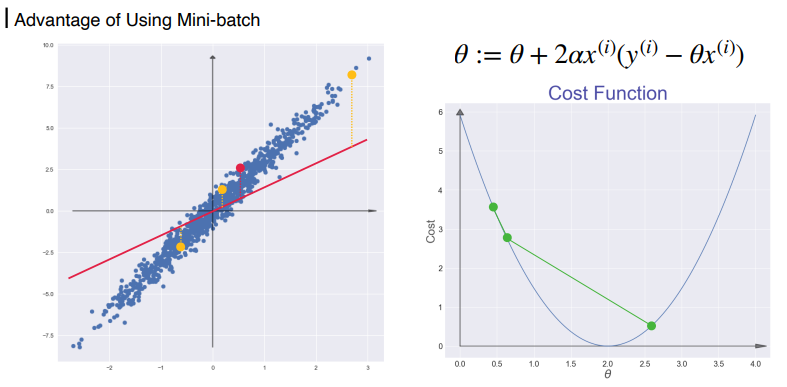 Advantage of Using Mini-batch
θ := θ + 2αx⁽ⁱ⁾(y⁽ⁱ⁾ − θx⁽ⁱ⁾)
10.0
7.5
5.0
2.5
0.0
−2.5
−5.0
−7.5
−2 −1 0 1 2 3
Cost Function
6
5
4
3
2
1
0
Cost
0.0 0.5 1.0 1.5 2.0 2.5 3.0 3.5 4.0
θ